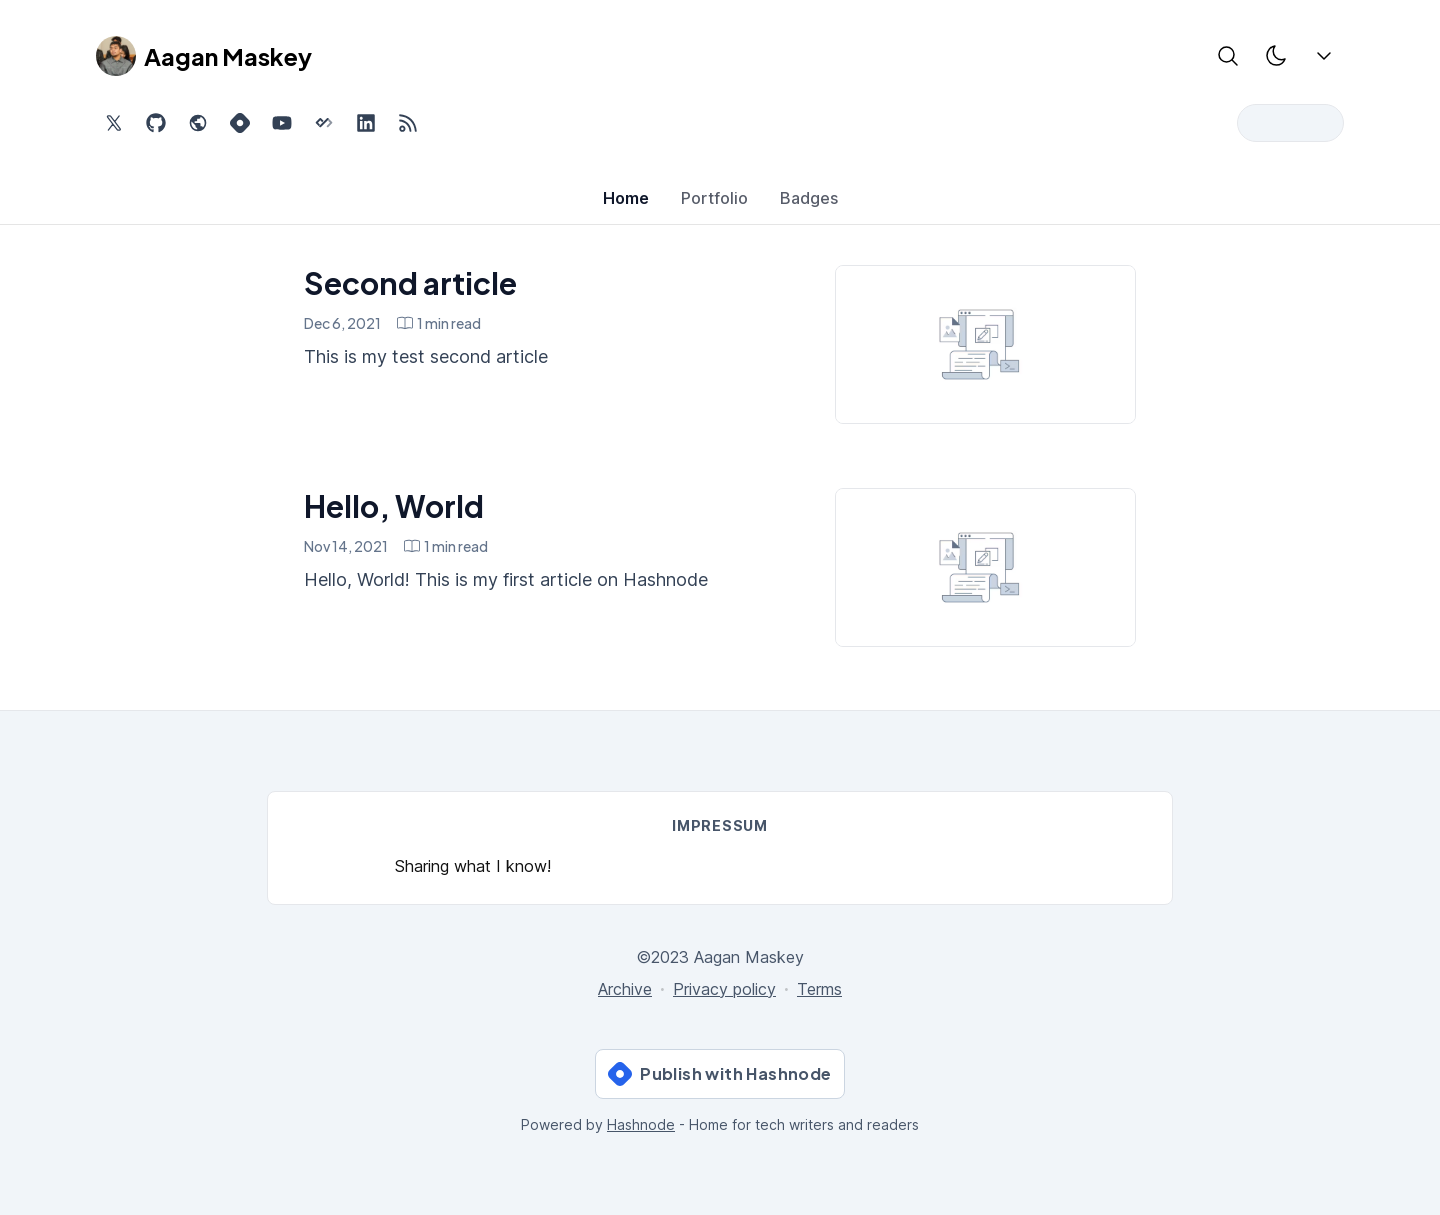 Aagan Maskey
Home Portfolio Badges
Second article
Dec 6, 2021 1 min read
This is my test second article
Hello, World
Nov 14, 2021 1 min read
Hello, World! This is my first article on Hashnode
IMPRESSUM
Sharing what I know!
©2023 Aagan Maskey
Archive · Privacy policy · Terms
Publish with Hashnode
Powered by Hashnode - Home for tech writers and readers